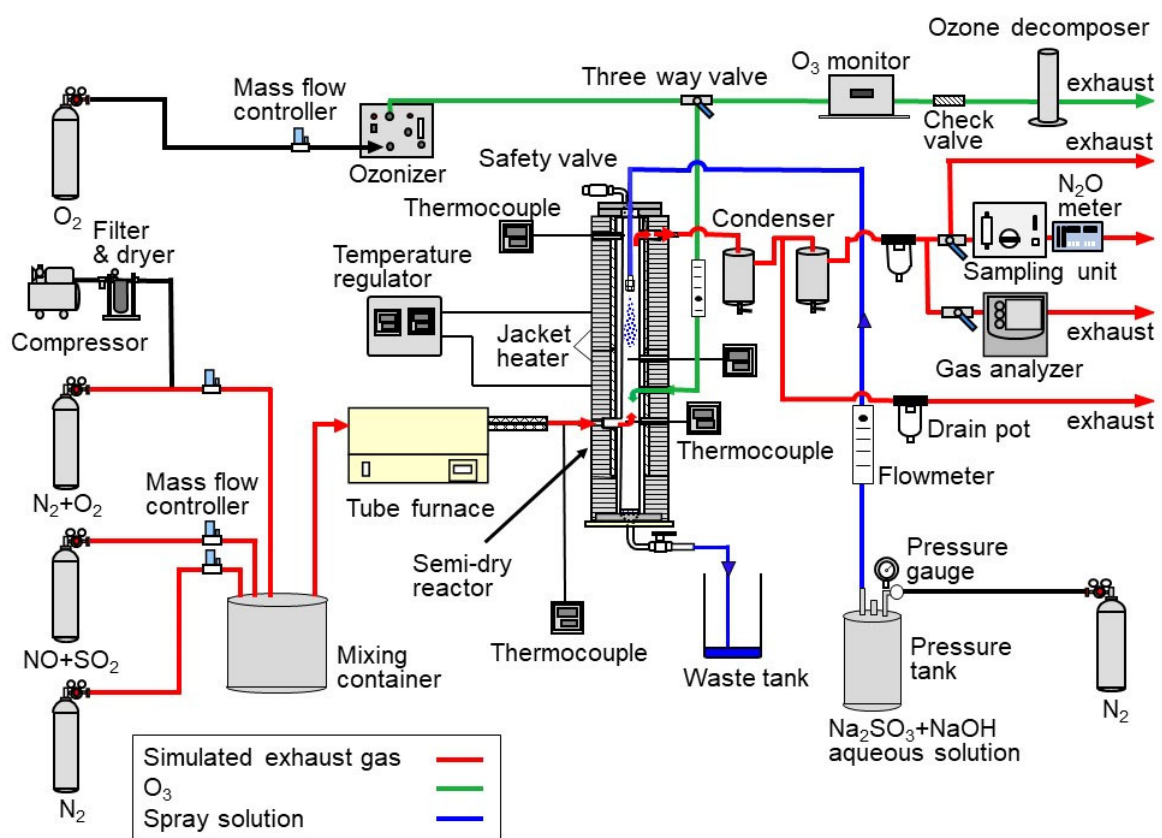 Ozone decomposer
O₃ monitor
Three way valve
exhaust
Mass flow
controller
Check
valve
exhaust
Ozonizer
Safety valve
N₂O
meter
O₂
Thermocouple
Condenser
Filter
& dryer
Temperature
regulator
Sampling unit
Jacket
heater
exhaust
Compressor
Gas analyzer
exhaust
Drain pot
Thermocouple
Flowmeter
N₂+O₂
Mass flow
controller
Tube furnace
Semi-dry
reactor
Pressure
gauge
NO+SO₂
Mixing
container
Thermocouple
Waste tank
Pressure
tank
N₂
Na₂SO₃+NaOH
aqueous solution
N₂
Simulated exhaust gas
O₃
Spray solution